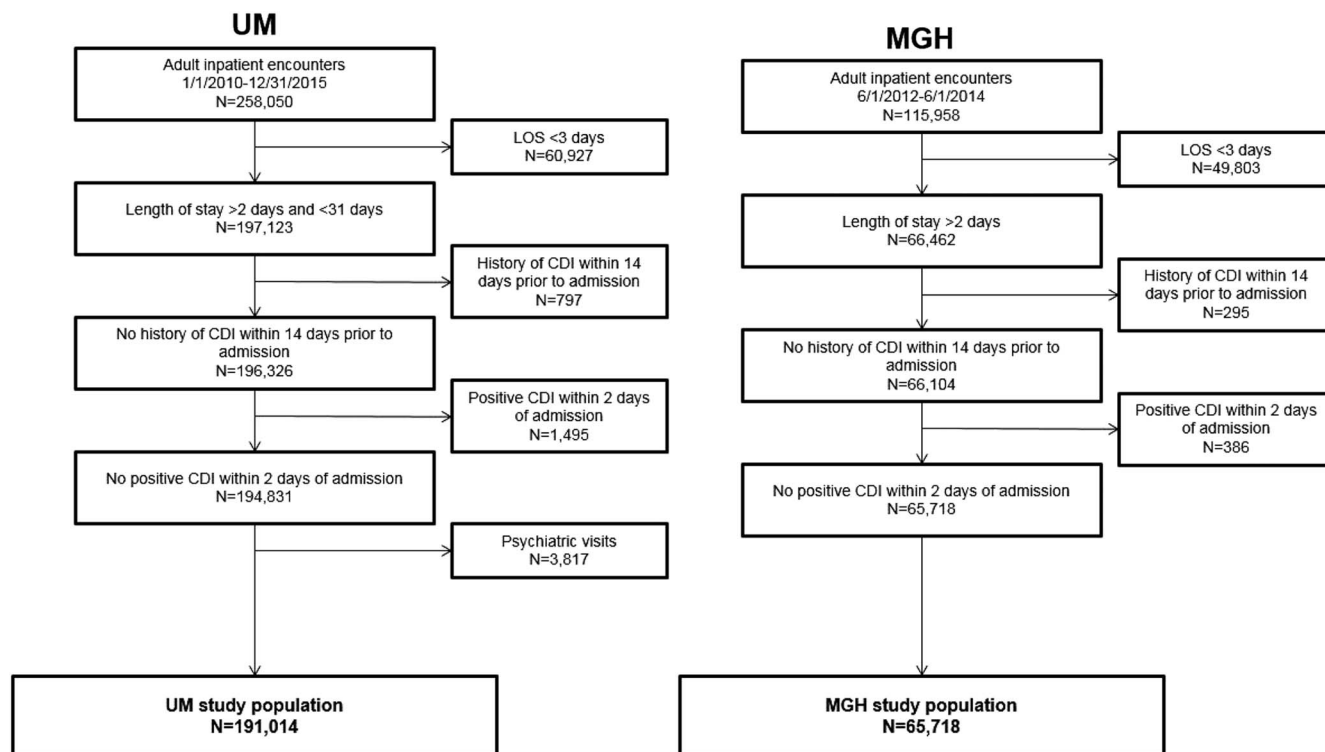 UM
Adult inpatient encounters
1/1/2010-12/31/2015
N=258,050
LOS <3 days
N=60,927
Length of stay >2 days and <31 days
N=197,123
History of CDI within 14
days prior to admission
N=797
No history of CDI within 14 days prior to
admission
N=196,326
Positive CDI within 2 days
of admission
N=1,495
No positive CDI within 2 days of admission
N=194,831
Psychiatric visits
N=3,817
UM study population
N=191,014
MGH
Adult inpatient encounters
6/1/2012-6/1/2014
N=115,958
LOS <3 days
N=49,803
Length of stay >2 days
N=66,462
History of CDI within 14
days prior to admission
N=295
No history of CDI within 14 days prior to
admission
N=66,104
Positive CDI within 2 days
of admission
N=386
No positive CDI within 2 days of admission
N=65,718
MGH study population
N=65,718